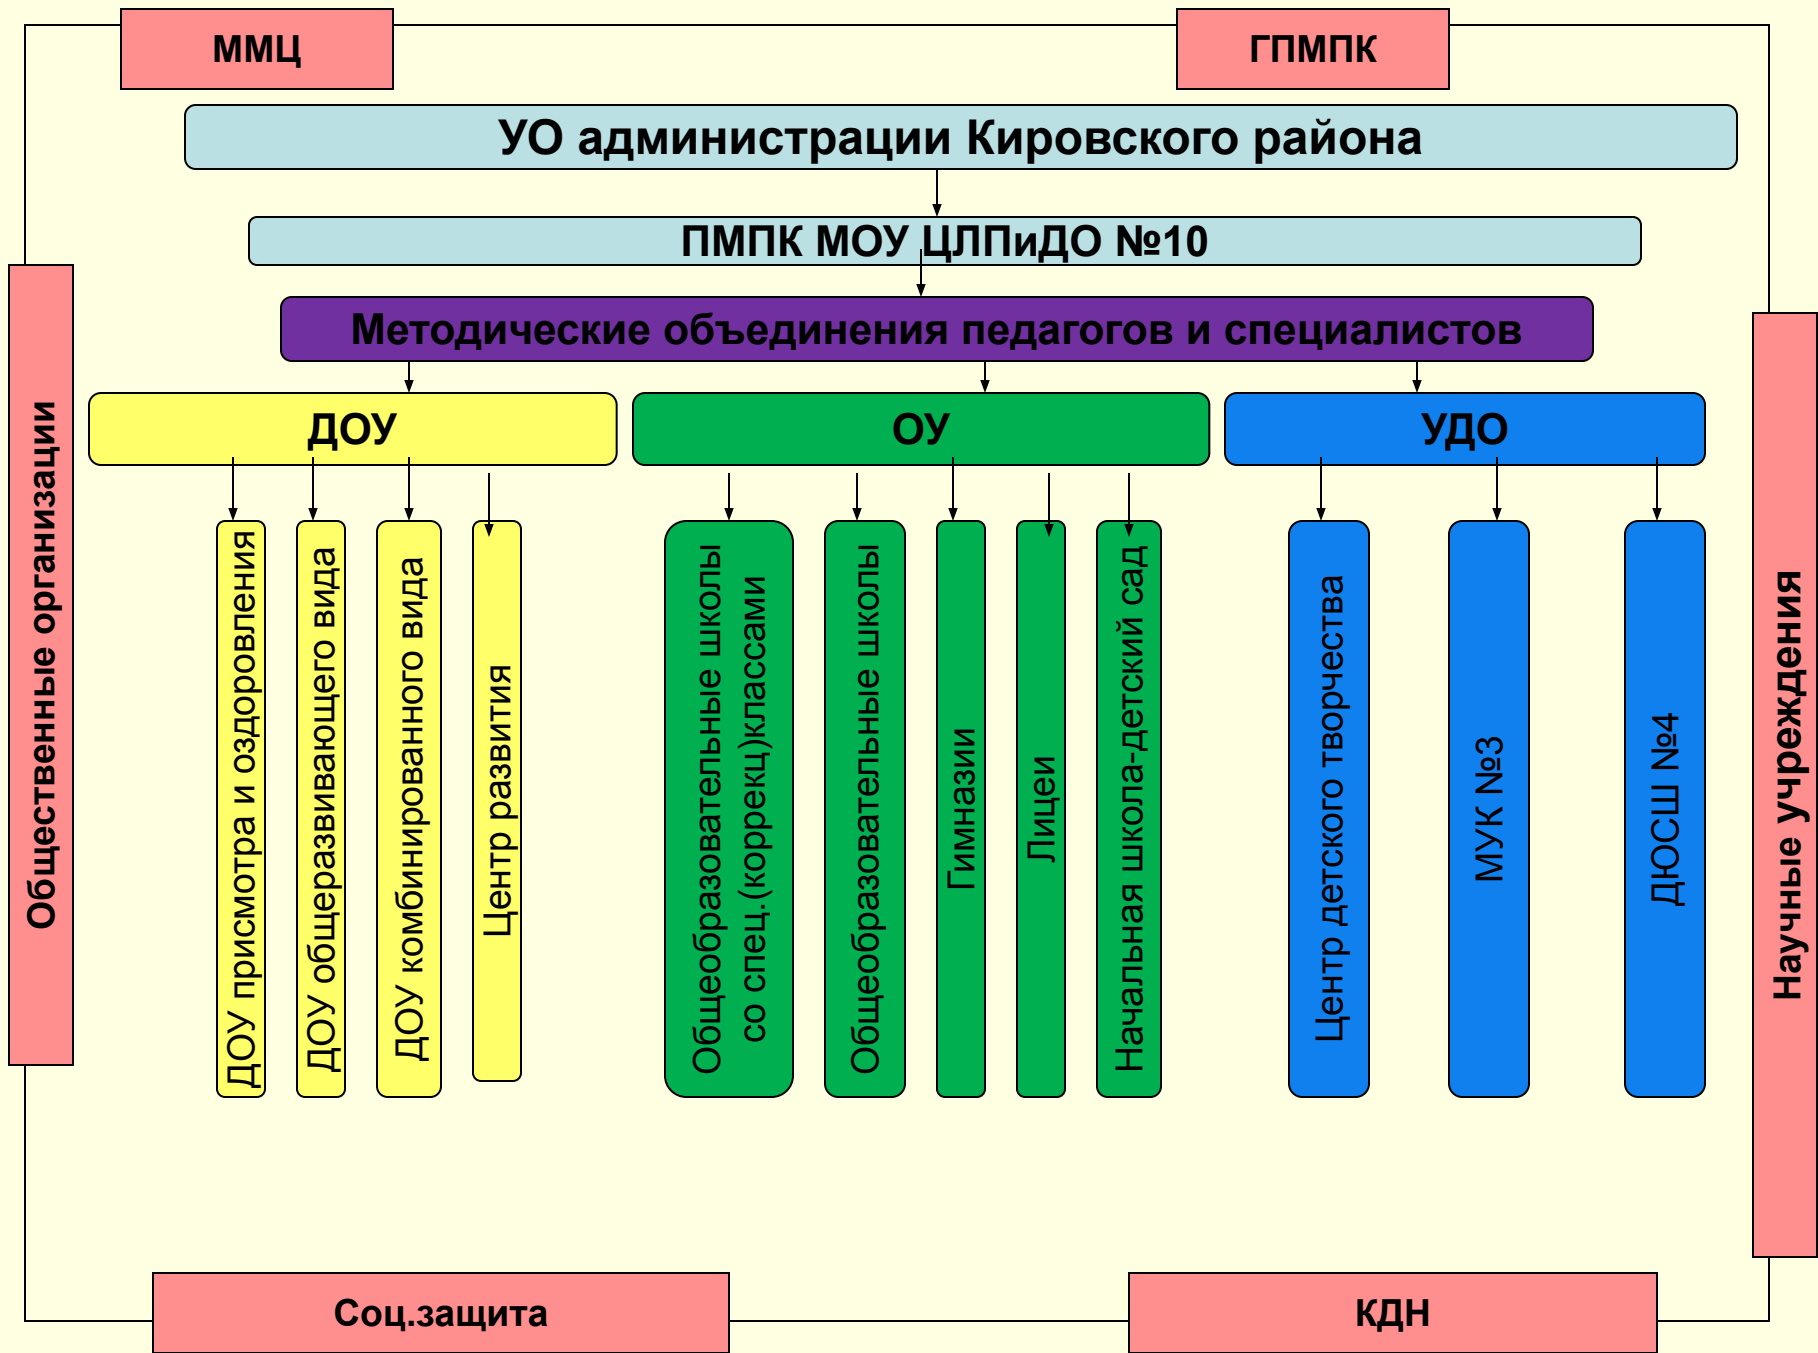 ММЦ
ГПМПК
УО администрации Кировского района
ПМПК МОУ ЦЛПиДО №10
Методические объединения педагогов и специалистов
ДОУ
ОУ
УДО
Общественные организации
ДОУ присмотра и оздоровления
ДОУ общеразвивающего вида
ДОУ комбинированного вида
Центр развития
Общеобразовательные школы
со спец.(коррекц)классами
Общеобразовательные школы
Гимназии
Лицеи
Начальная школа-детский сад
Центр детского творчества
МУК №3
ДЮСШ №4
Научные учреждения
Соц.защита
КДН